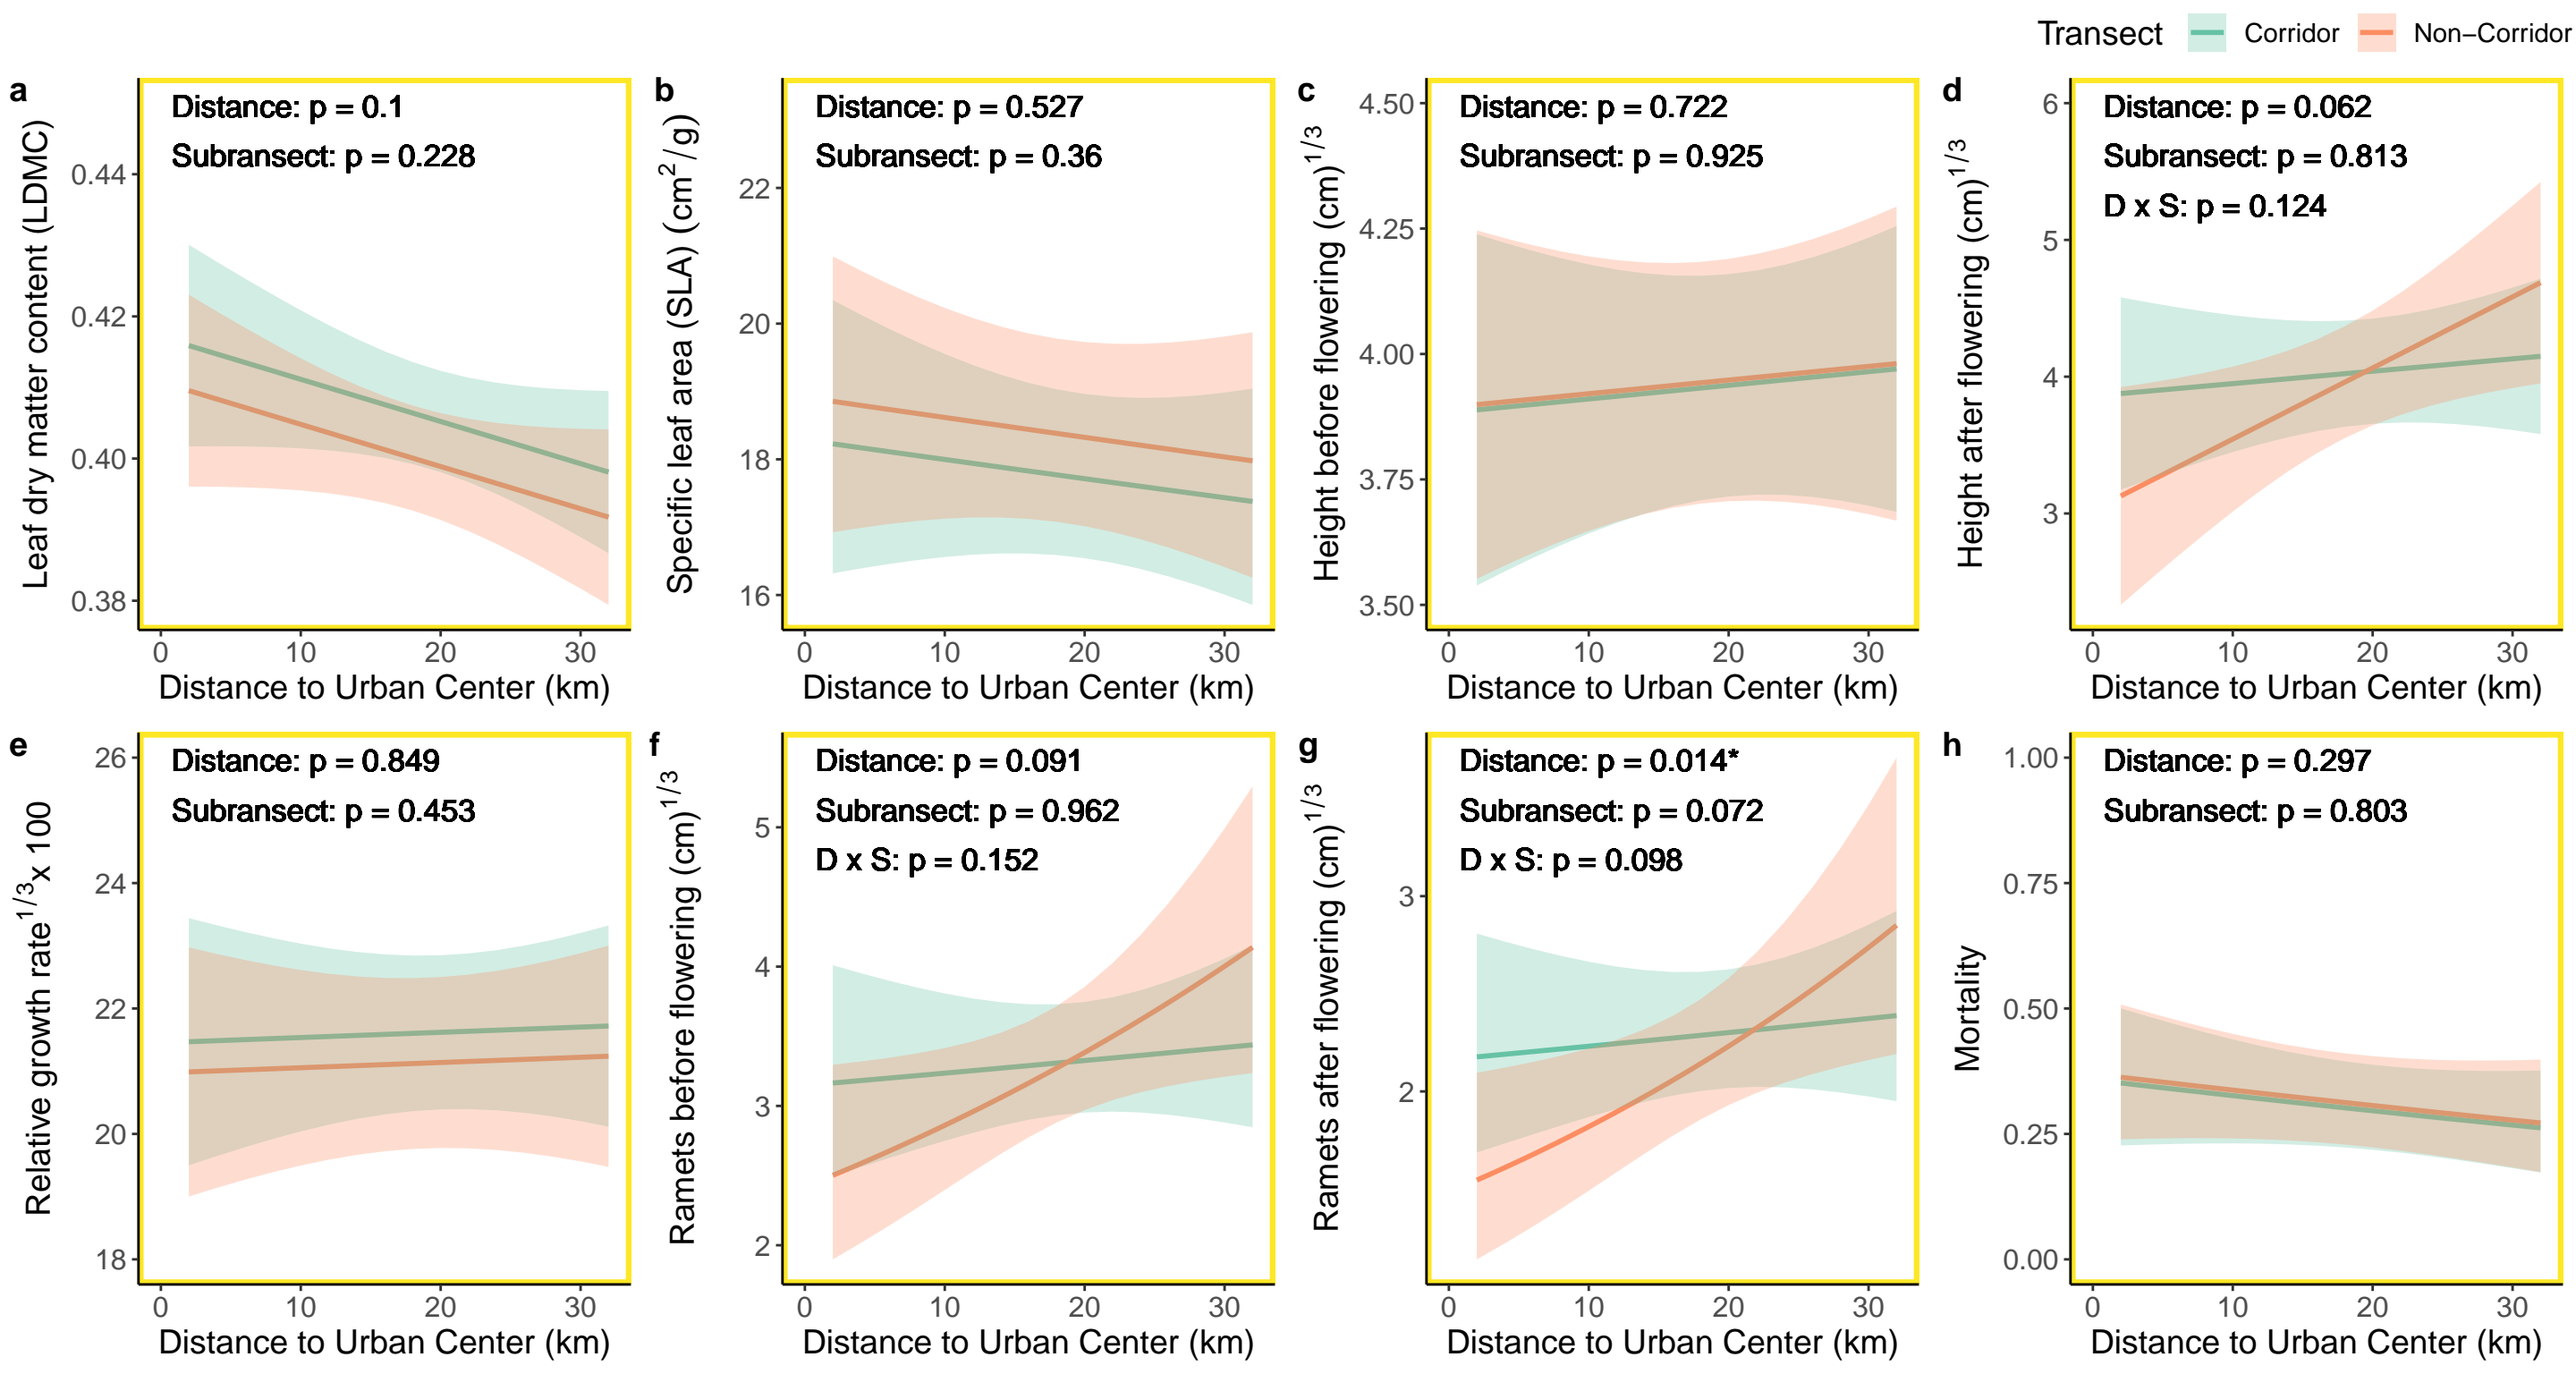 Transect Corridor Non−Corridor
a
Distance: p = 0.1
Subransect: p = 0.228
Leaf dry matter content (LDMC)
0.44
0.42
0.40
0.38
0 10 20 30
Distance to Urban Center (km)
b
Distance: p = 0.527
Subransect: p = 0.36
Specific leaf area (SLA) (cm²/g)
22
20
18
16
0 10 20 30
Distance to Urban Center (km)
c
Distance: p = 0.722
Subransect: p = 0.925
Height before flowering (cm)^1/3
4.50
4.25
4.00
3.75
3.50
0 10 20 30
Distance to Urban Center (km)
d
Distance: p = 0.062
Subransect: p = 0.813
D x S: p = 0.124
Height after flowering (cm)^1/3
6
5
4
3
0 10 20 30
Distance to Urban Center (km)
e
Distance: p = 0.849
Subransect: p = 0.453
Relative growth rate^1/3 x 100
26
24
22
20
18
0 10 20 30
Distance to Urban Center (km)
f
Distance: p = 0.091
Subransect: p = 0.962
D x S: p = 0.152
Ramets before flowering (cm)^1/3
5
4
3
2
0 10 20 30
Distance to Urban Center (km)
g
Distance: p = 0.014*
Subransect: p = 0.072
D x S: p = 0.098
Ramets after flowering (cm)^1/3
3
2
0 10 20 30
Distance to Urban Center (km)
h
Distance: p = 0.297
Subransect: p = 0.803
Mortality
1.00
0.75
0.50
0.25
0.00
0 10 20 30
Distance to Urban Center (km)